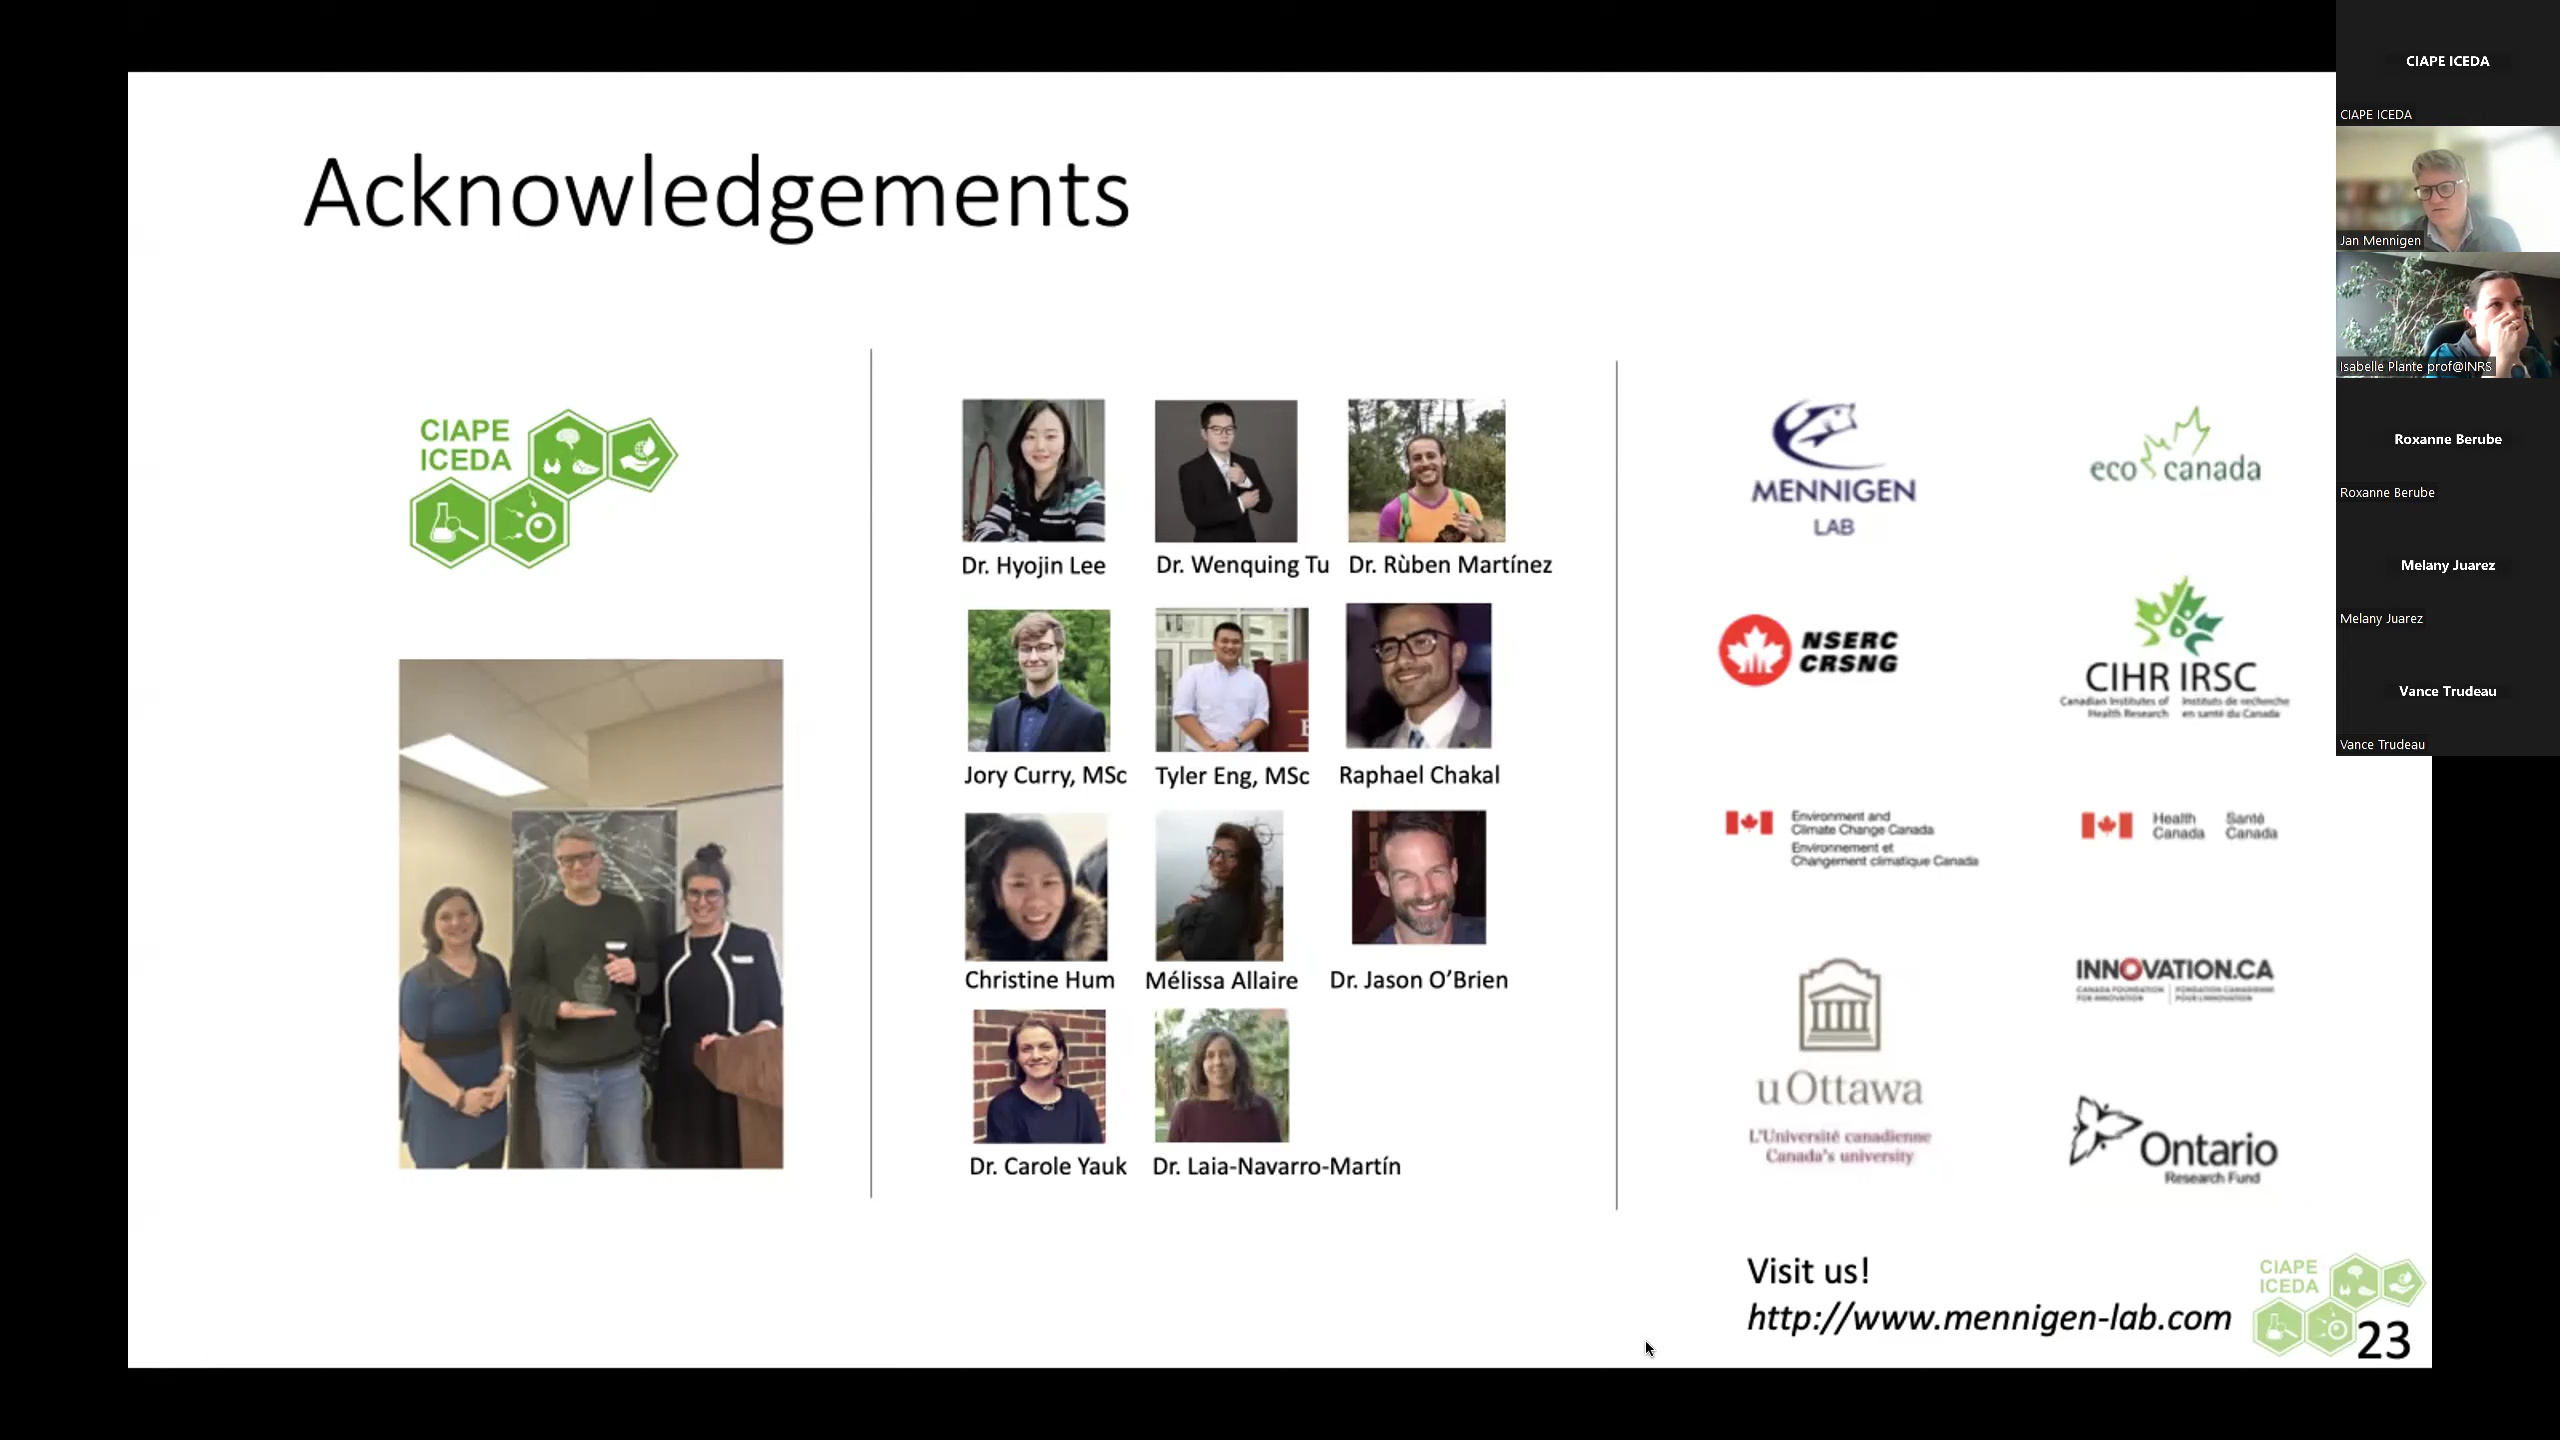 Acknowledgements
CIAPE
ICEDA
Dr. Hyojin Lee
Dr. Wenquing Tu
Dr. Rùben Martínez
Jory Curry, MSc
Tyler Eng, MSc
Raphael Chakal
Christine Hum
Mélissa Allaire
Dr. Jason O’Brien
Dr. Carole Yauk
Dr. Laia-Navarro-Martín
MENNIGEN
LAB
eco canada
NSERC
CRSNG
CIHR IRSC
Canadian Institutes of
Health Research
Instituts de recherche
en santé du Canada
Environment and
Climate Change Canada
Environnement et
Changement climatique Canada
Health
Canada
Santé
Canada
uOttawa
L'Université canadienne
Canada's university
INNOVATION.CA
CANADA FOUNDATION
FOR INNOVATION
FONDATION CANADIENNE
POUR L'INNOVATION
Ontario
Research Fund
Visit us!
http://www.mennigen-lab.com
CIAPE
ICEDA
23
CIAPE ICEDA
CIAPE ICEDA
Jan Mennigen
Isabelle Plante prof@INRS
Roxanne Berube
Roxanne Berube
Melany Juarez
Melany Juarez
Vance Trudeau
Vance Trudeau